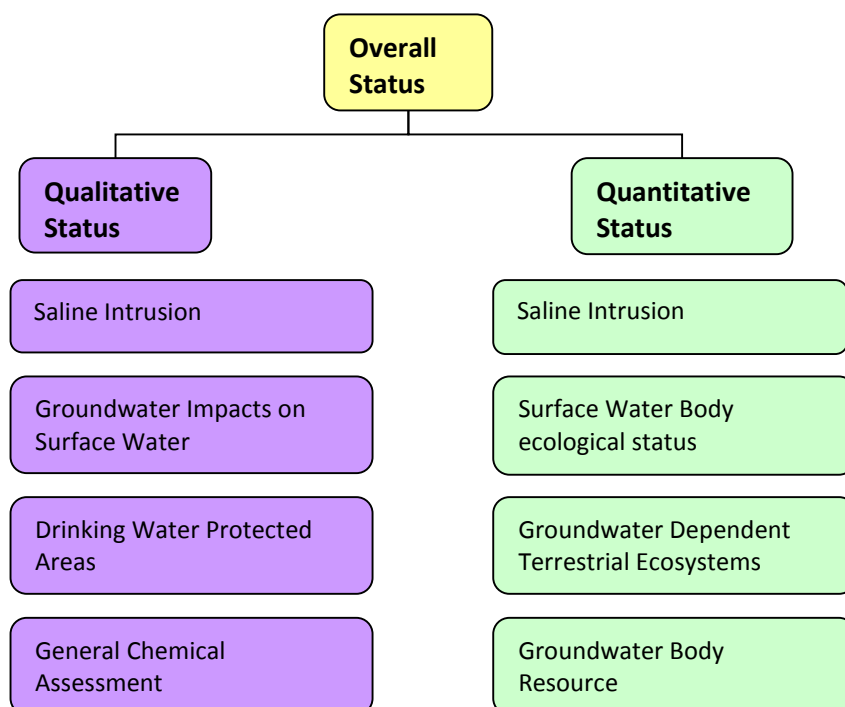 Overall
Status
Qualitative
Status
Saline Intrusion
Groundwater Impacts on
Surface Water
Drinking Water Protected
Areas
General Chemical
Assessment
Quantitative
Status
Saline Intrusion
Surface Water Body
ecological status
Groundwater Dependent
Terrestrial Ecosystems
Groundwater Body
Resource